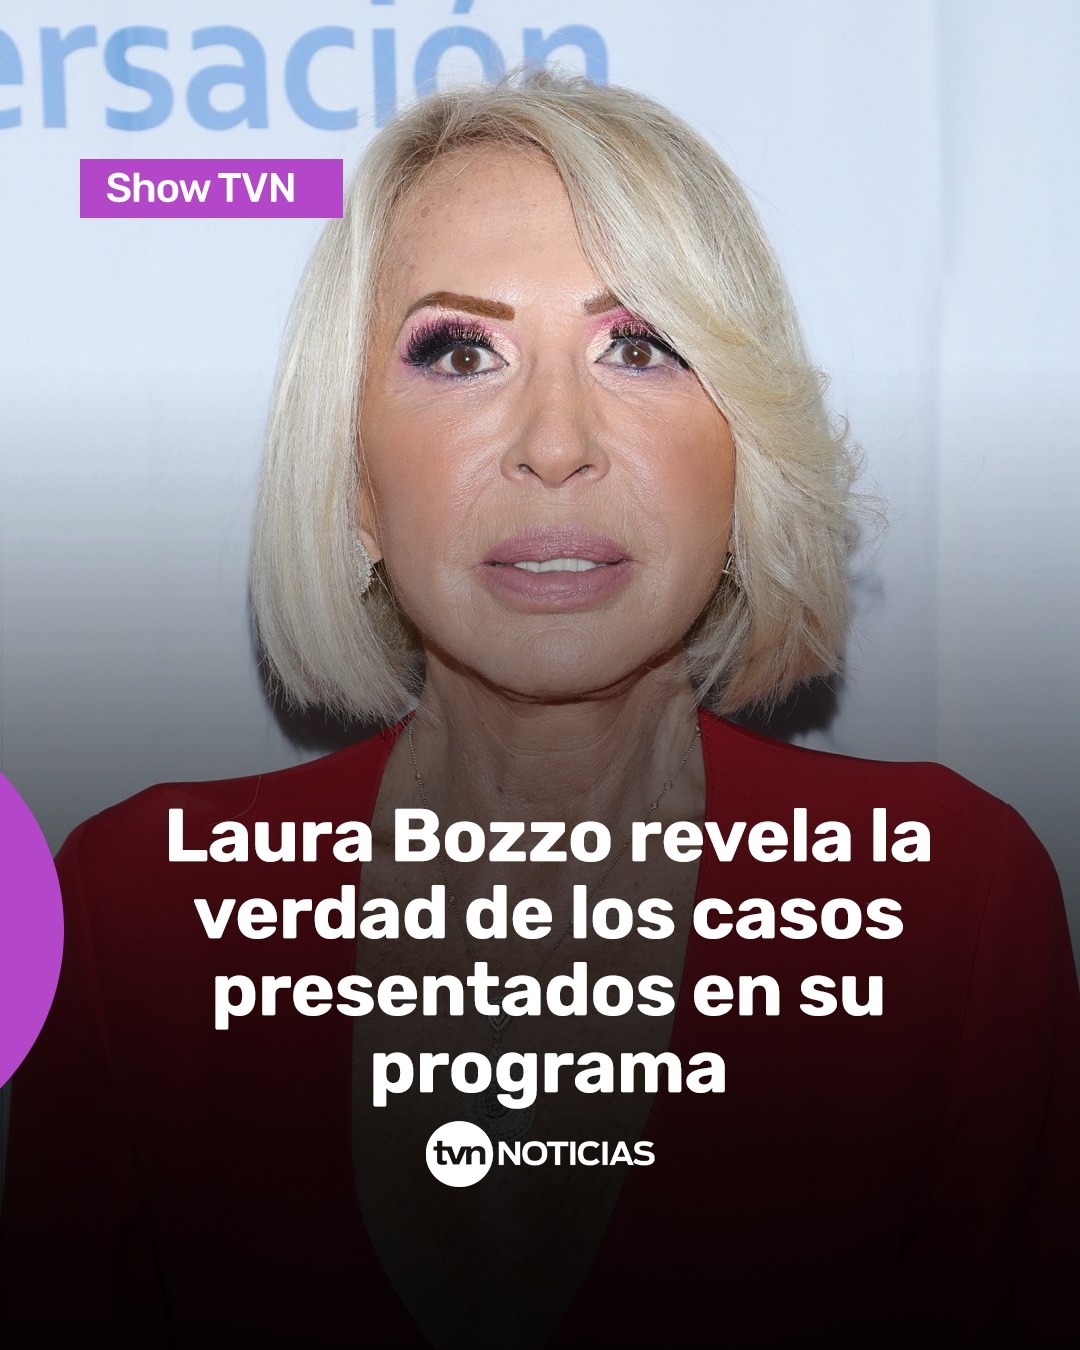 ersación
Show TVN
Laura Bozzo revela la
verdad de los casos
presentados en su
programa
tvn NOTICIAS